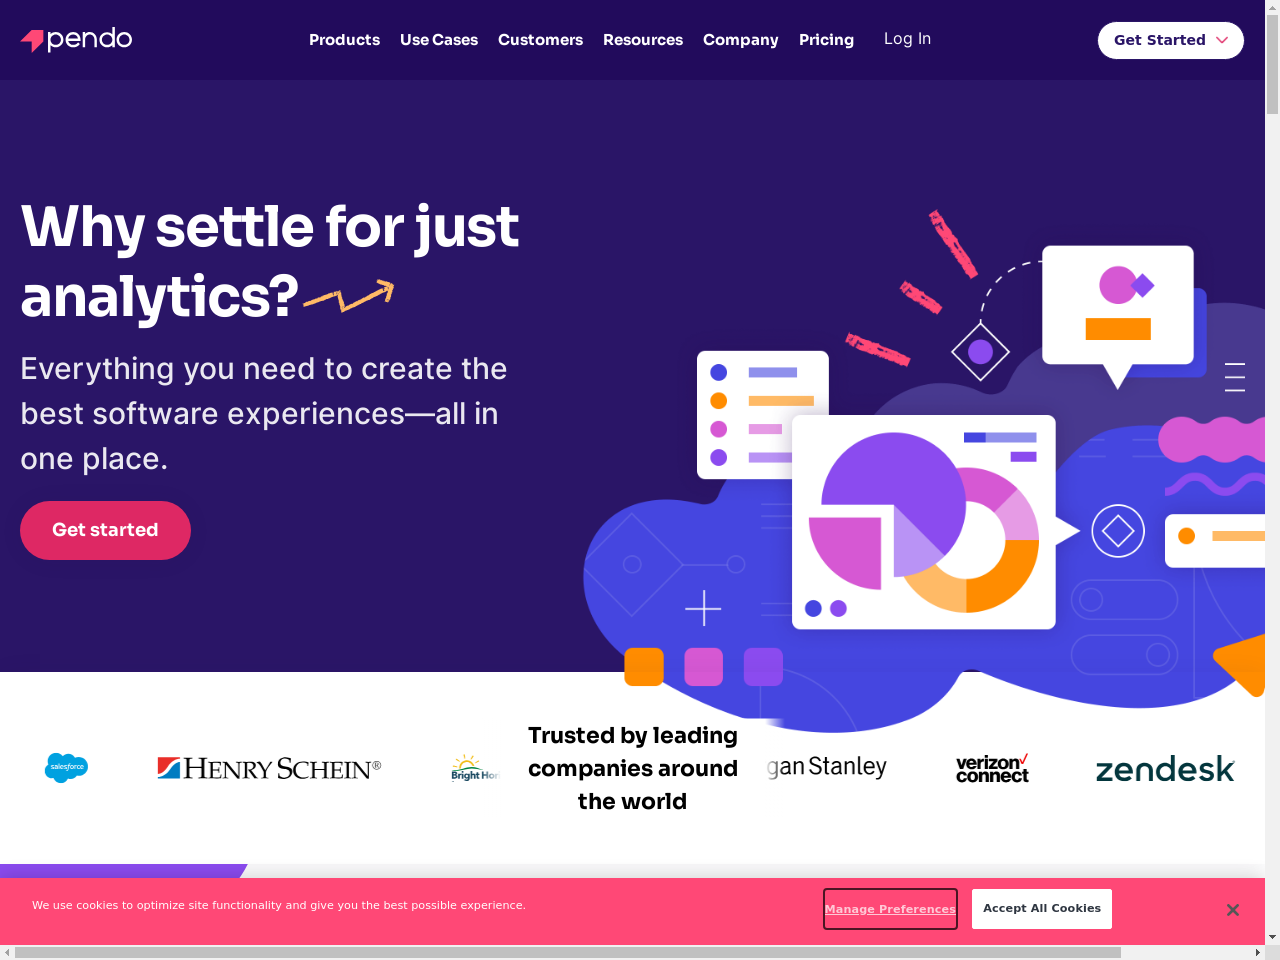 pendo
Products Use Cases Customers Resources Company Pricing Log In
Get Started
Why settle for just
analytics?
Everything you need to create the
best software experiences—all in
one place.
Get started
Trusted by leading
companies around
the world
salesforce
HENRY SCHEIN®
Bright Hori
gan Stanley
verizon
connect
zendesk
We use cookies to optimize site functionality and give you the best possible experience.
Manage Preferences
Accept All Cookies